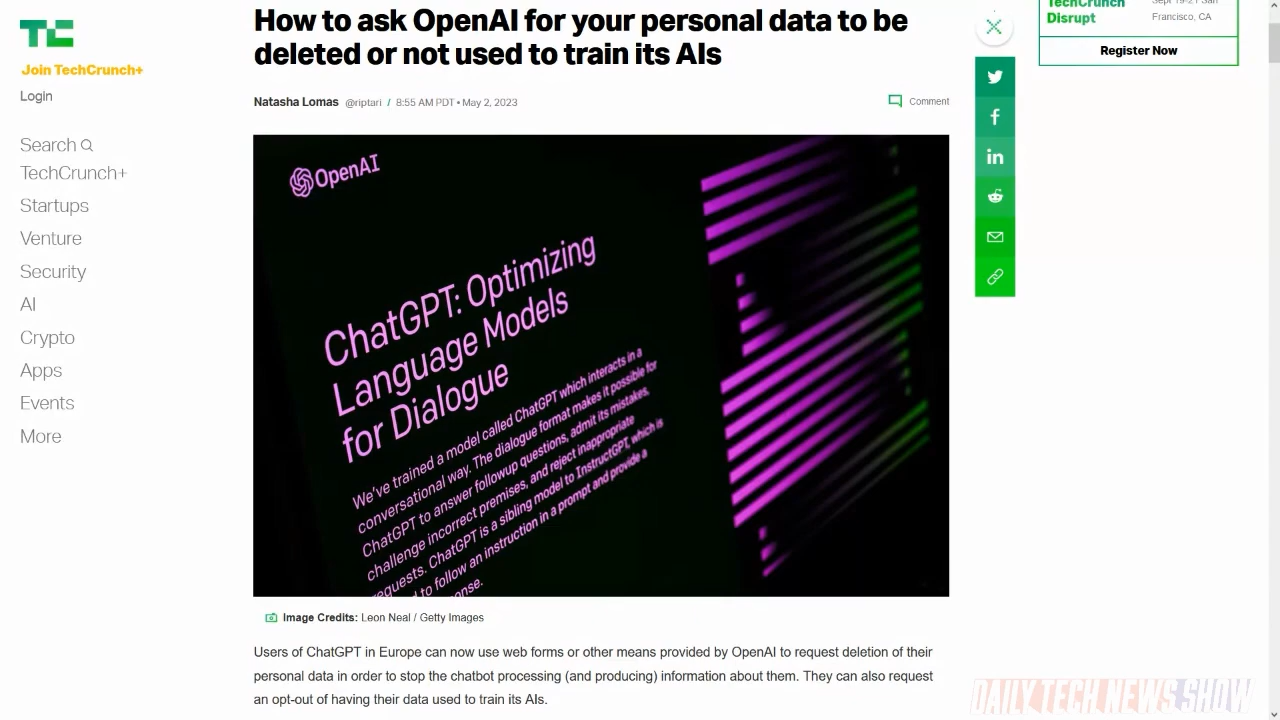 How to ask OpenAI for your personal data to be
deleted or not used to train its AIs
Natasha Lomas @riptari / 8:55 AM PDT • May 2, 2023
Comment
TC
Join TechCrunch+
Login
Search
TechCrunch+
Startups
Venture
Security
AI
Crypto
Apps
Events
More
OpenAI
ChatGPT: Optimizing
Language Models
for Dialogue
We've trained a model called ChatGPT which interacts in a
conversational way. The dialogue format makes it possible for
ChatGPT to answer followup questions, admit its mistakes,
challenge incorrect premises, and reject inappropriate
requests. ChatGPT is a sibling model to InstructGPT, which is
to follow an instruction in a prompt and provide a
Image Credits: Leon Neal / Getty Images
Users of ChatGPT in Europe can now use web forms or other means provided by OpenAI to request deletion of their
personal data in order to stop the chatbot processing (and producing) information about them. They can also request
an opt-out of having their data used to train its AIs.
f
in
TechCrunch
Disrupt
Sept 19-21 San
Francisco, CA
Register Now
DAILY TECH NEWS SHOW